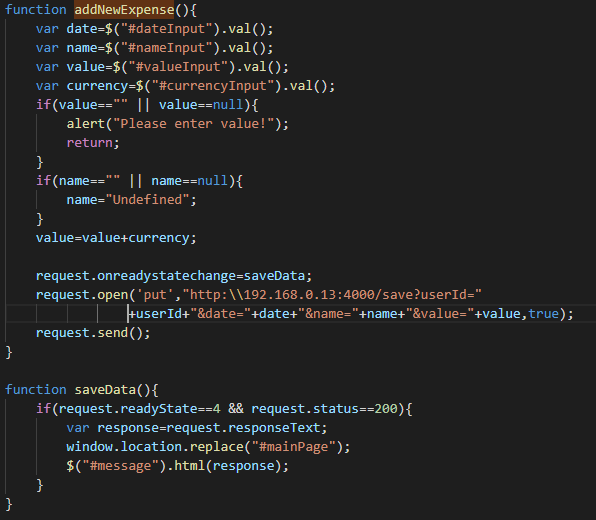 function addNewExpense(){
    var date=$("#dateInput").val();
    var name=$("#nameInput").val();
    var value=$("#valueInput").val();
    var currency=$("#currencyInput").val();
    if(value=="" || value==null){
        alert("Please enter value!");
        return;
    }
    if(name=="" || name==null){
        name="Undefined";
    }
    value=value+currency;

    request.onreadystatechange=saveData;
    request.open('put',"http:\\192.168.0.13:4000/save?userId="
                +userId+"&date="+date+"&name="+name+"&value="+value,true);
    request.send();
}

function saveData(){
    if(request.readyState==4 && request.status==200){
        var response=request.responseText;
        window.location.replace("#mainPage");
        $("#message").html(response);
    }
}